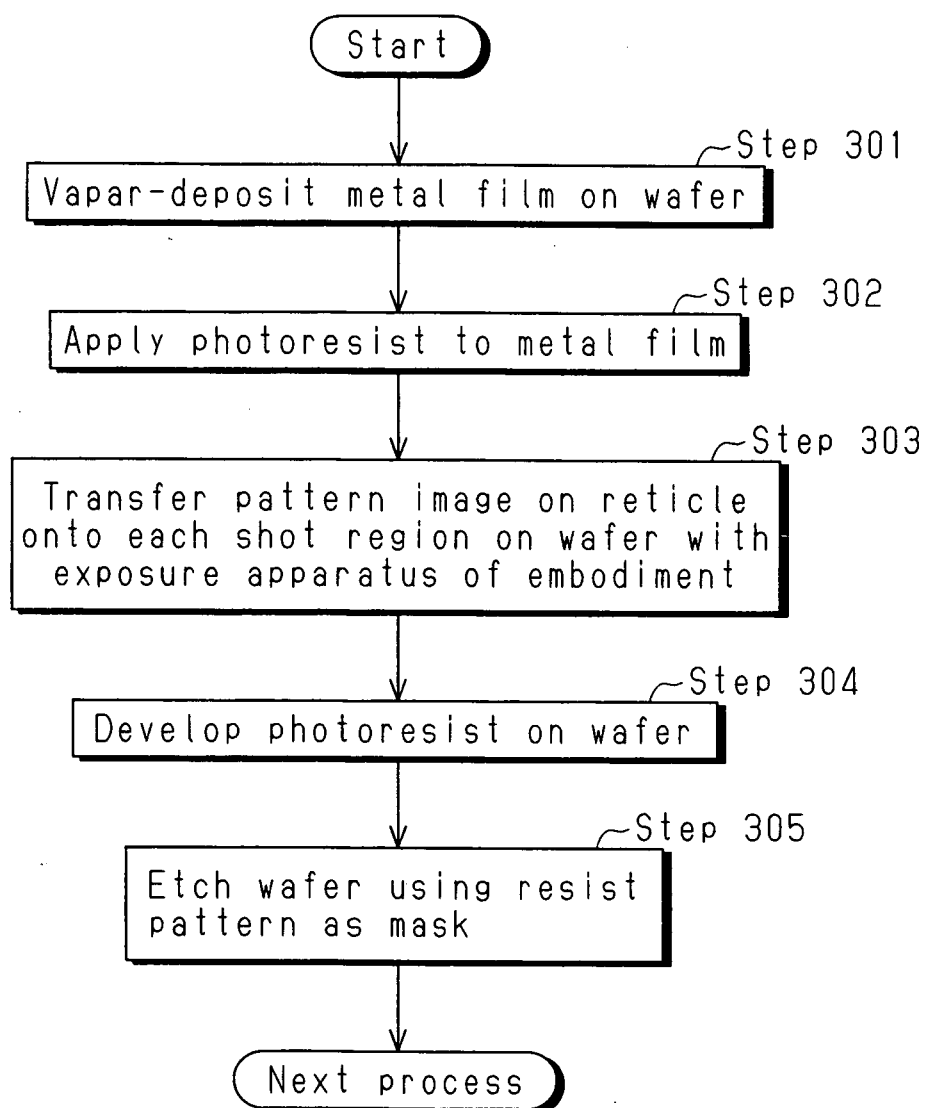 Start
Step 301
Vapar-deposit metal film on wafer
Step 302
Apply photoresist to metal film
Step 303
Transfer pattern image on reticle
onto each shot region on wafer with
exposure apparatus of embodiment
Step 304
Develop photoresist on wafer
Step 305
Etch wafer using resist
pattern as mask
Next process